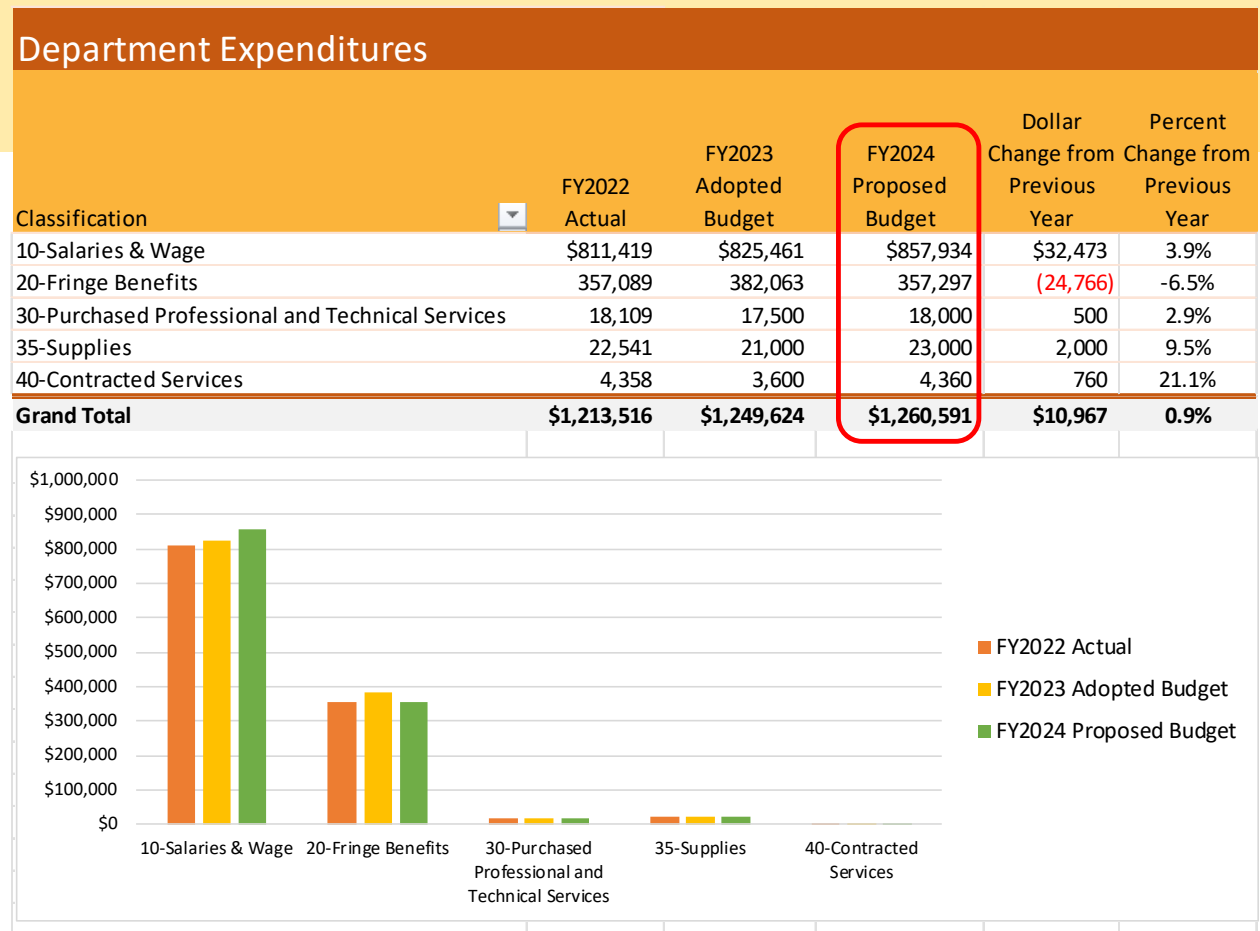 Department Expenditures
Dollar Percent
FY2023 FY2024 Change from Change from
FY2022 Adopted Proposed Previous Previous
Classification Actual Budget Budget Year Year
10-Salaries & Wage $811,419 $825,461 $857,934 $32,473 3.9%
20-Fringe Benefits 357,089 382,063 357,297 (24,766) -6.5%
30-Purchased Professional and Technical Services 18,109 17,500 18,000 500 2.9%
35-Supplies 22,541 21,000 23,000 2,000 9.5%
40-Contracted Services 4,358 3,600 4,360 760 21.1%
Grand Total $1,213,516 $1,249,624 $1,260,591 $10,967 0.9%
$1,000,000
$900,000
$800,000
$700,000
$600,000
$500,000
$400,000
$300,000
$200,000
$100,000
$0
10-Salaries & Wage 20-Fringe Benefits 30-Purchased 35-Supplies 40-Contracted
Professional and Services
Technical Services
FY2022 Actual
FY2023 Adopted Budget
FY2024 Proposed Budget